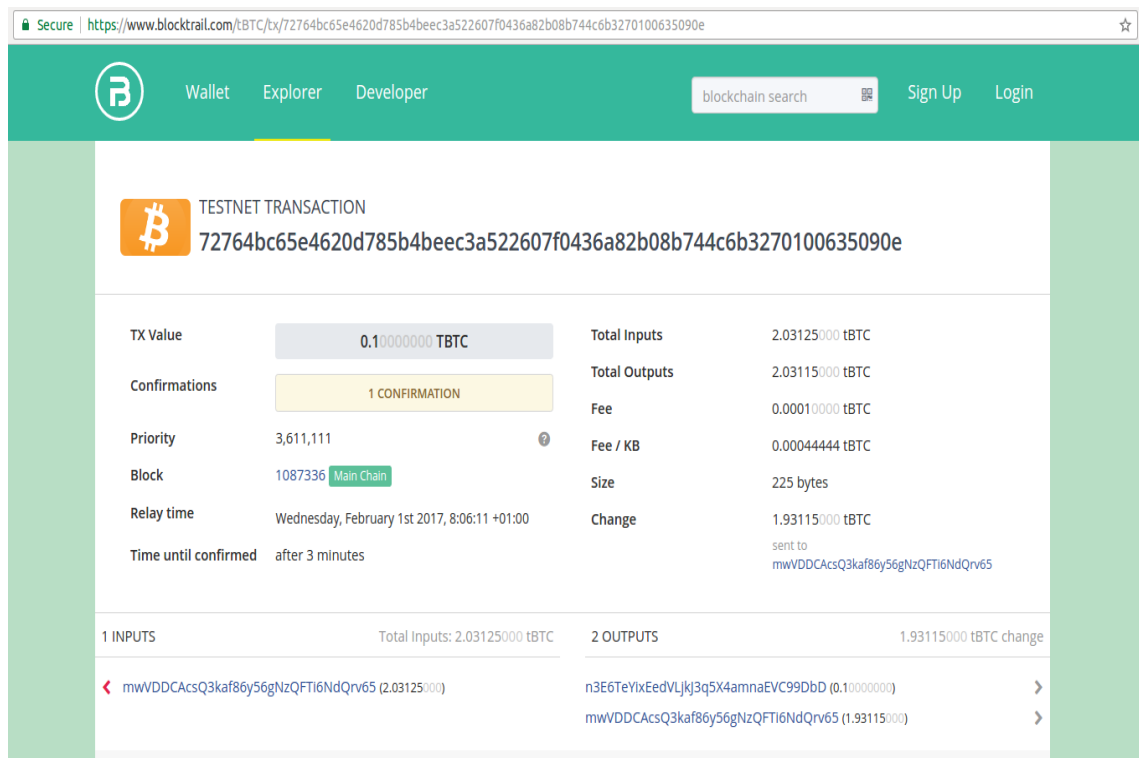 Secure | https://www.blocktrail.com/tBTC/tx/72764bc65e4620d785b4beec3a522607f0436a82b08b744c6b3270100635090e
Wallet Explorer Developer blockchain search Sign Up Login
TESTNET TRANSACTION
72764bc65e4620d785b4beec3a522607f0436a82b08b744c6b3270100635090e
TX Value 0.10000000 TBTC
Confirmations 1 CONFIRMATION
Priority 3,611,111
Block 1087336 Main Chain
Relay time Wednesday, February 1st 2017, 8:06:11 +01:00
Time until confirmed after 3 minutes
Total Inputs 2.03125000 tBTC
Total Outputs 2.03115000 tBTC
Fee 0.00010000 tBTC
Fee / KB 0.00044444 tBTC
Size 225 bytes
Change 1.93115000 tBTC
sent to
mwVDDCAcsQ3kaf86y56gNzQFTi6NdQrv65
1 INPUTS Total Inputs: 2.03125000 tBTC
mwVDDCAcsQ3kaf86y56gNzQFTi6NdQrv65 (2.03125000)
2 OUTPUTS 1.93115000 tBTC change
n3E6TeYixEedVLjkJ3q5X4amnaEVC99DbD (0.10000000)
mwVDDCAcsQ3kaf86y56gNzQFTi6NdQrv65 (1.93115000)